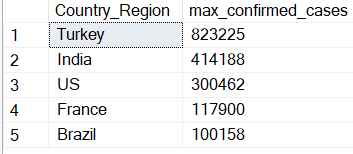 Country_Region max_confirmed_cases
1 Turkey 823225
2 India 414188
3 US 300462
4 France 117900
5 Brazil 100158